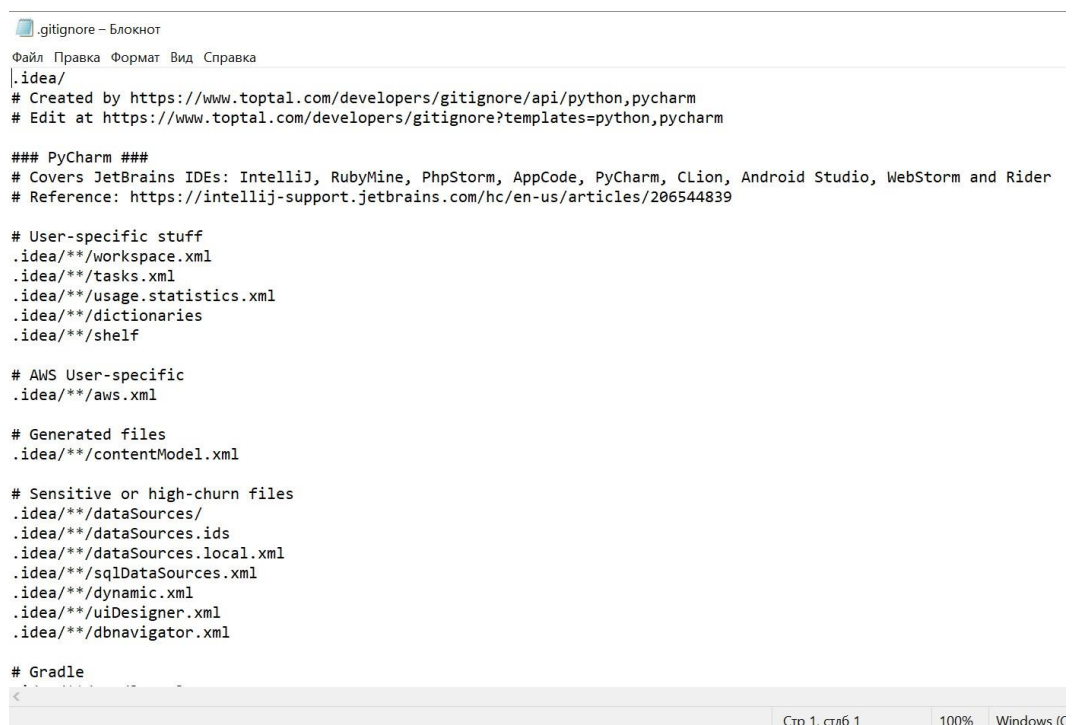 .gitignore – Блокнот
Файл Правка Формат Вид Справка
.idea/
# Created by https://www.toptal.com/developers/gitignore/api/python,pycharm
# Edit at https://www.toptal.com/developers/gitignore?templates=python,pycharm
### PyCharm ###
# Covers JetBrains IDEs: IntelliJ, RubyMine, PhpStorm, AppCode, PyCharm, CLion, Android Studio, WebStorm and Rider
# Reference: https://intellij-support.jetbrains.com/hc/en-us/articles/206544839
# User-specific stuff
.idea/**/workspace.xml
.idea/**/tasks.xml
.idea/**/usage.statistics.xml
.idea/**/dictionaries
.idea/**/shelf
# AWS User-specific
.idea/**/aws.xml
# Generated files
.idea/**/contentModel.xml
# Sensitive or high-churn files
.idea/**/dataSources/
.idea/**/dataSources.ids
.idea/**/dataSources.local.xml
.idea/**/sqlDataSources.xml
.idea/**/dynamic.xml
.idea/**/uiDesigner.xml
.idea/**/dbnavigator.xml
# Gradle
Стр 1, стлб 1 100% Windows (C